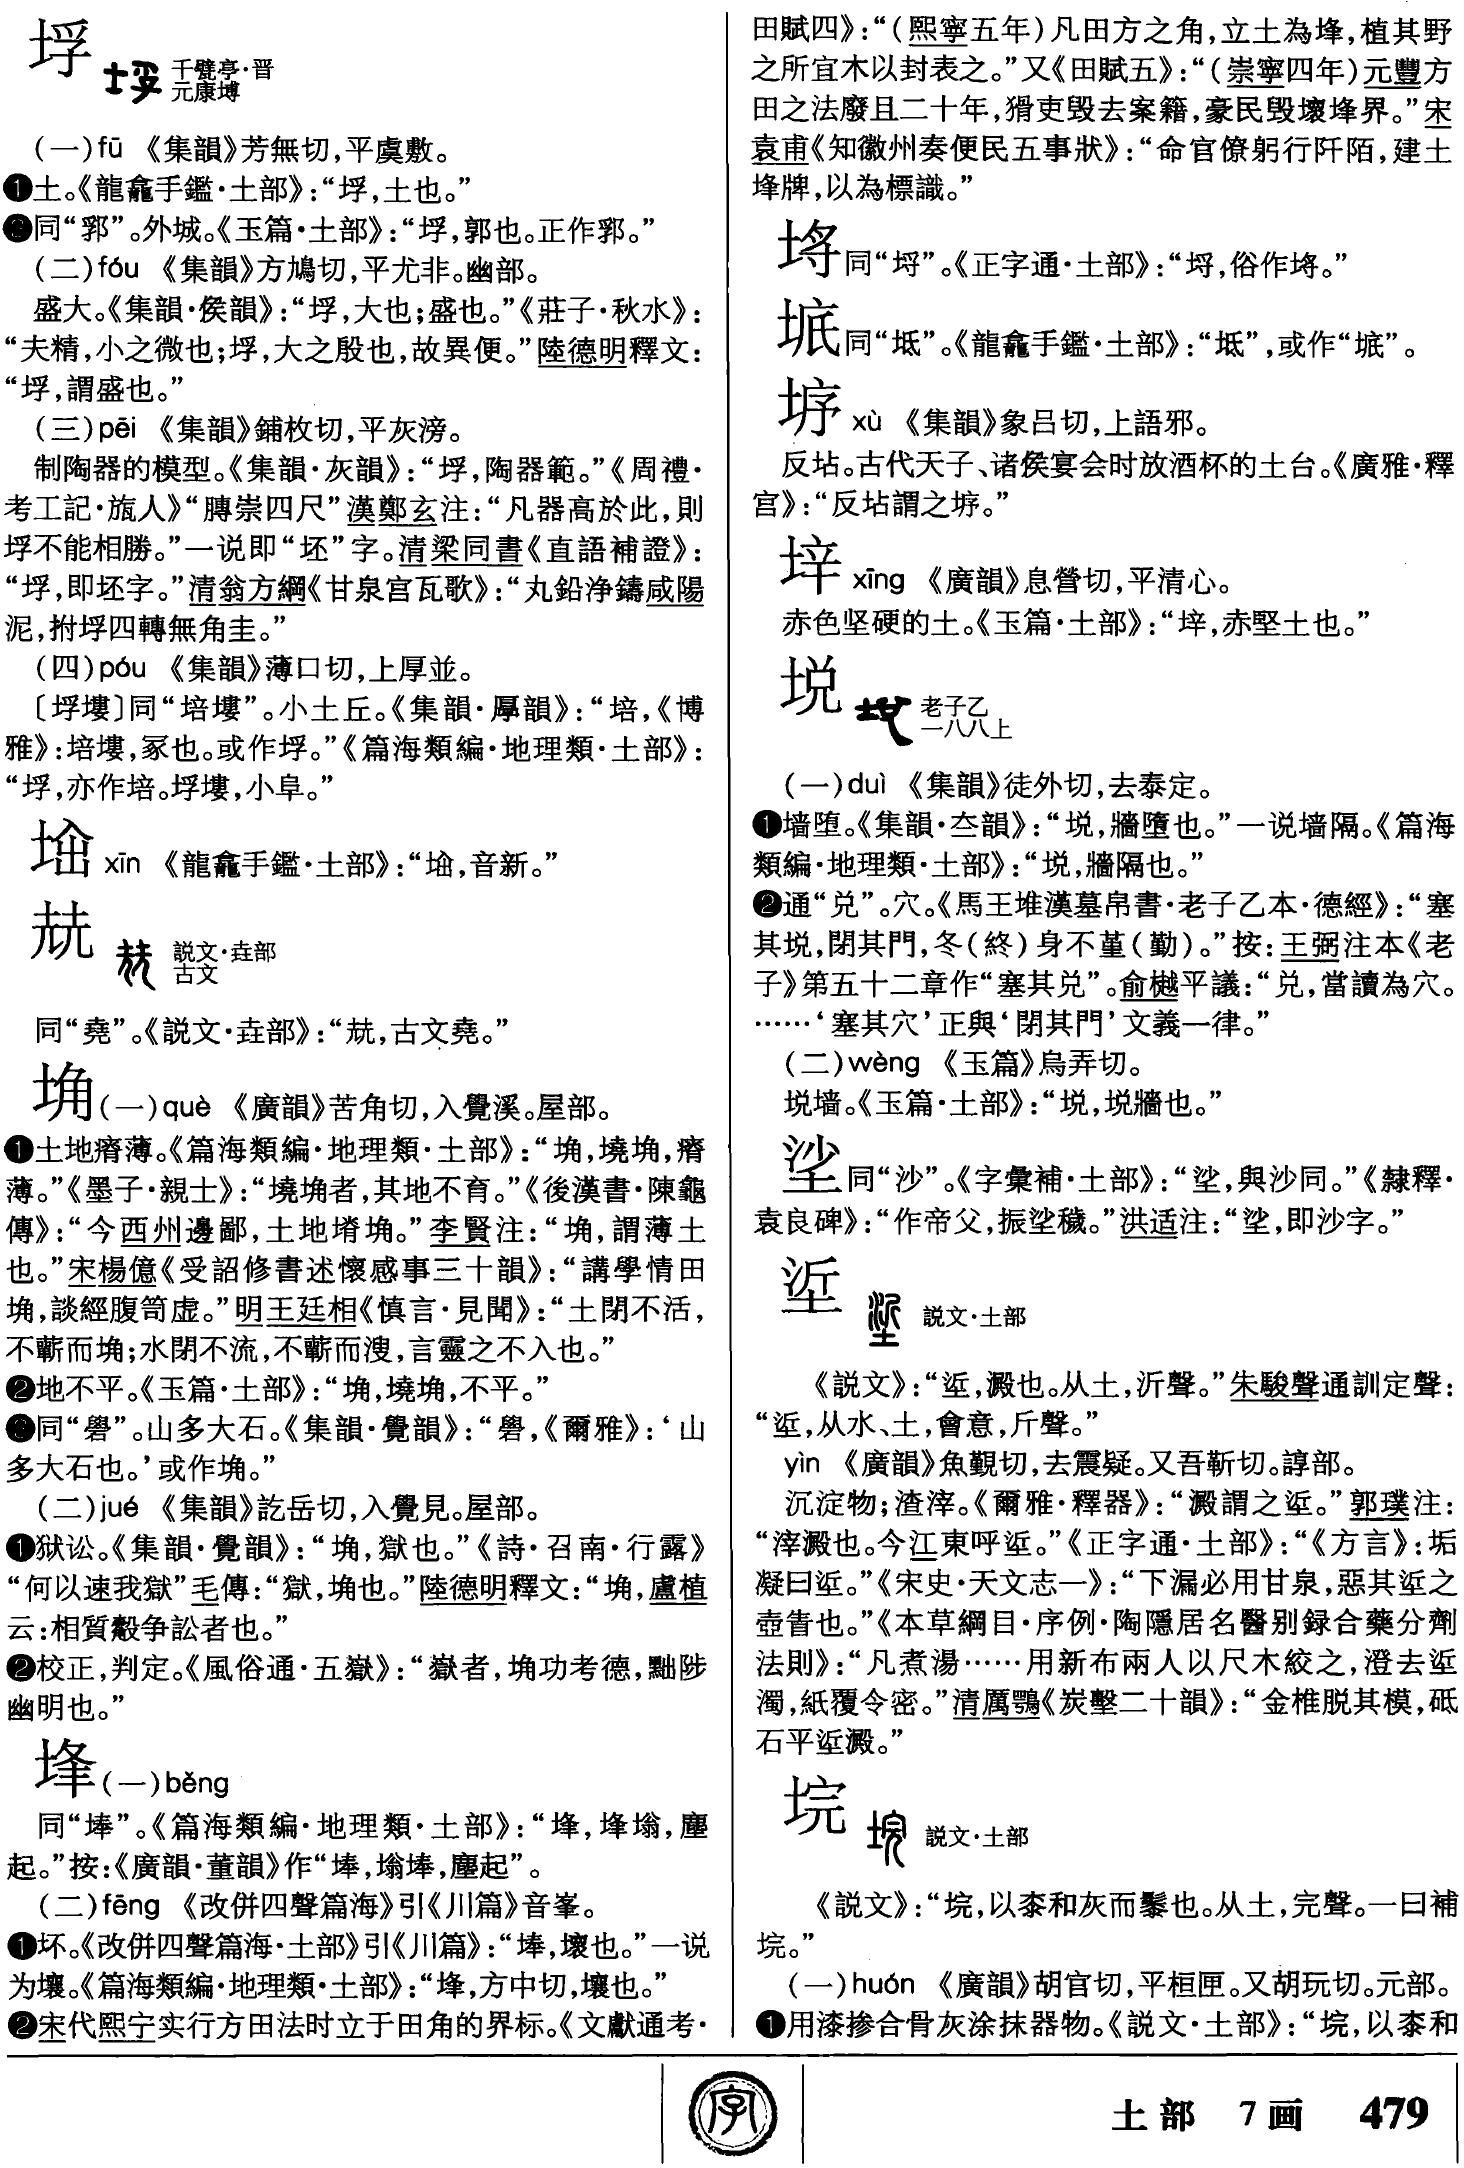 垺
千甓亭·晋
元康塼
(一)fū 《集韻》芳無切,平虞敷。
❶土。《龍龕手鑑·土部》:“垺,土也。”
❷同“郛”。外城。《玉篇·土部》:“垺,郭也。正作郛。”
(二)fóu 《集韻》方鳩切,平尤非。幽部。
盛大。《集韻·矦韻》:“垺,大也;盛也。”《莊子·秋水》:
“夫精,小之微也;垺,大之殷也,故異便。”陸德明釋文:
“垺,謂盛也。”
(三)pēi 《集韻》鋪枚切,平灰滂。
制陶器的模型。《集韻·灰韻》:“垺,陶器範。”《周禮·
考工記·旊人》“膞崇四尺”漢鄭玄注:“凡器高於此,則
垺不能相勝。”一说即“坯”字。清梁同書《直語補證》:
“垺,即坯字。”清翁方綱《甘泉宫瓦歌》:“丸鉛浄鑄咸陽
泥,拊垺四轉無角圭。”
(四)póu 《集韻》薄口切,上厚並。
〔垺塿〕同“培塿”。小土丘。《集韻·厚韻》:“培,《博
雅》:培塿,冢也。或作垺。”《篇海類編·地理類·土部》:
“垺,亦作培。垺塿,小阜。”
xīn 《龍龕手鑑·土部》:“,音新。”
𡋰
説文·垚部
古文
同“堯”。《説文·垚部》:“𡋰,古文堯。”
埆(一)què 《廣韻》苦角切,入覺溪。屋部。
❶土地瘠薄。《篇海類編·地理類·土部》:“埆,墝埆,瘠
薄。”《墨子·親士》:“墝埆者,其地不育。”《後漢書·陳龜
傳》:“今西州邊鄙,土地塉埆。”李賢注:“埆,謂薄土
也。”宋楊億《受詔修書述懷感事三十韻》:“講學情田
埆,談經腹笥虚。”明王廷相《慎言·見聞》:“土閉不活,
不蘄而埆;水閉不流,不蘄而溲,言靈之不入也。”
❷地不平。《玉篇·土部》:“埆,墝埆,不平。”
❸同“礐”。山多大石。《集韻·覺韻》:“礐,《爾雅》:‘山
多大石也。’或作埆。”
(二)jué 《集韻》訖岳切,入覺見。屋部。
❶狱讼。《集韻·覺韻》:“埆,獄也。”《詩·召南·行露》
“何以速我獄”毛傳:“獄,埆也。”陸德明釋文:“埆,盧植
云:相質觳争訟者也。”
❷校正,判定。《風俗通·五嶽》:“嶽者,埆功考德,黜陟
幽明也。”
埄(一)běng
同“埲”。《篇海類編·地理類·土部》:“埄,埄塕,塵
起。”按:《廣韻·董韻》作“埲,塕埲,塵起”。
(二)fēng 《改併四聲篇海》引《川篇》音峯。
❶坏。《改併四聲篇海·土部》引《川篇》:“埲,壞也。”一说
为壤。《篇海類編·地理類·土部》:“埄,方中切,壤也。”
❷宋代熙宁实行方田法时立于田角的界标。《文獻通考·
田賦四》:“(熙寧五年)凡田方之角,立土為埄,植其野
之所宜木以封表之。”又《田賦五》:“(崇寧四年)元豐方
田之法廢且二十年,猾吏毁去案籍,豪民毁壞埄界。”宋
袁甫《知徽州奏便民五事狀》:“命官僚躬行阡陌,建土
埄牌,以為標識。”
垨同“埒”。《正字通·土部》:“埒,俗作。”
同“坻”。《龍龕手鑑·土部》:“坻”,或作“”。
垿 xù 《集韻》象吕切,上語邪。
反坫。古代天子、诸侯宴会时放酒杯的土台。《廣雅·釋
宫》:“反坫謂之垿。”
垶 xīng 《廣韻》息營切,平清心。
赤色坚硬的土。《玉篇·土部》:“垶,赤堅土也。”
埑
老子乙
一八八上
(一)duì 《集韻》徒外切,去泰定。
❶墙堕。《集韻·夳韻》:“㙂,牆墮也。”一说墙隔。《篇海
類編·地理類·土部》:“㙂,牆隔也。”
❷通“兑”。穴。《馬王堆漢墓帛書·老子乙本·德經》:“塞
其㙂,閉其門,冬(終)身不堇(勤)。”按:王弼注本《老
子》第五十二章作“塞其兑”。俞樾平議:“兑,當讀為穴。
……‘塞其穴’正與‘閉其門’文義一律。”
(二)wèng 《玉篇》烏弄切。
㙂墙。《玉篇·土部》:“㙂,㙂牆也。”
乷同“沙”。《字彙補·土部》:“,與沙同。”《隸釋·
袁良碑》:“作帝父,振穢。”洪适注:“,即沙字。”
垽
説文·土部
《説文》:“垽,澱也。从土,沂聲。”朱駿聲通訓定聲:
“垽,从水、土,會意,斤聲。”
yìn 《廣韻》魚覲切,去震疑。又吾靳切。諄部。
沉淀物;渣滓。《爾雅·釋器》:“澱謂之垽。”郭璞注:
“滓澱也。今江東呼垽。”《正字通·土部》:“《方言》:垢
凝曰垽。”《宋史·天文志一》:“下漏必用甘泉,惡其垽之
壺眚也。”《本草綱目·序例·陶隱居名醫别録合藥分劑
法則》:“凡煮湯……用新布兩人以尺木絞之,澄去垽
濁,紙覆令密。”清厲鶚《炭墼二十韻》:“金椎脱其模,砥
石平垽澱。”
垸
説文·土部
《説文》:“垸,以桼和灰而鬃也。从土,完聲。一曰補
垸。”
(一)huán 《廣韻》胡官切,平桓匣。又胡玩切。元部。
❶用漆掺合骨灰涂抹器物。《説文·土部》:“垸,以桼和
字
土部 7画 479